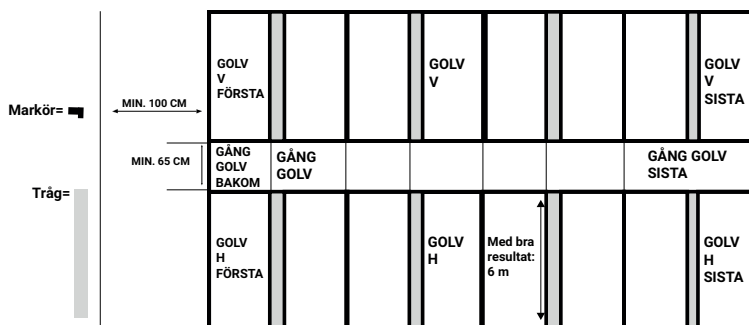 GOLV
V
FÖRSTA
GOLV
V
GOLV
V
SISTA
Markör=
MIN. 100 CM
MIN. 65 CM
GÅNG
GOLV
BAKOM
GÅNG
GOLV
GÅNG GOLV
SISTA
Tråg=
GOLV
H
FÖRSTA
GOLV
H
Med bra
resultat:
6 m
GOLV
H
SISTA